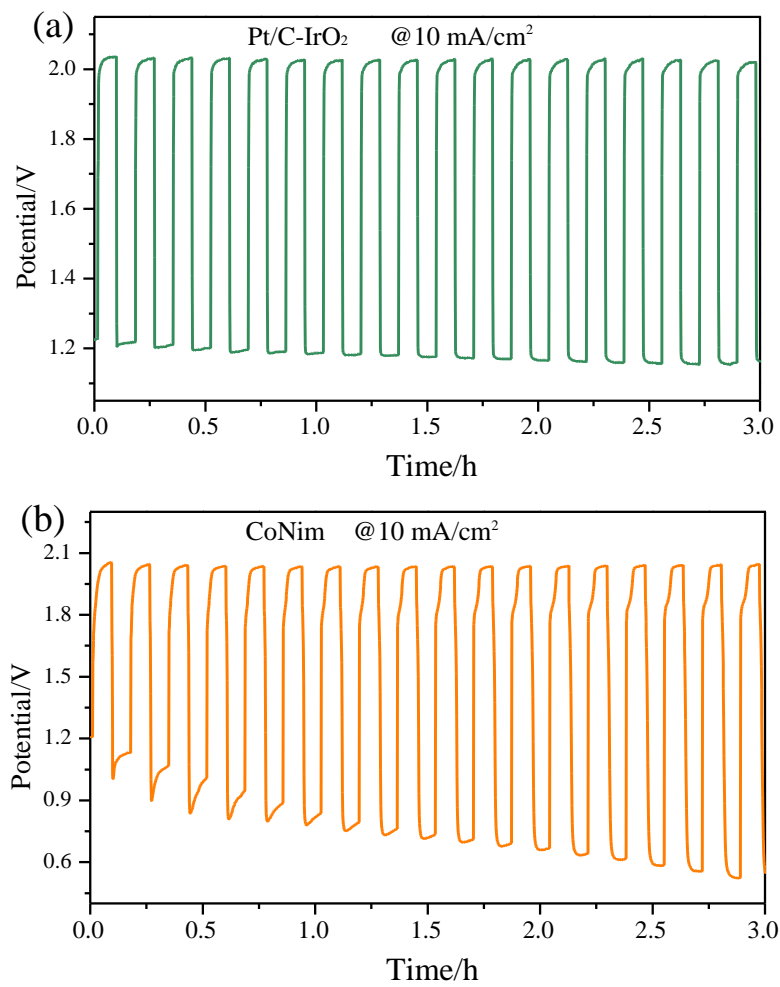 (a)
Pt/C-IrO₂ @10 mA/cm²
2.0
1.8
1.6
1.4
1.2
Potential/V
0.0 0.5 1.0 1.5 2.0 2.5 3.0
Time/h
(b)
CoNim @10 mA/cm²
2.1
1.8
1.5
1.2
0.9
0.6
Potential/V
0.0 0.5 1.0 1.5 2.0 2.5 3.0
Time/h